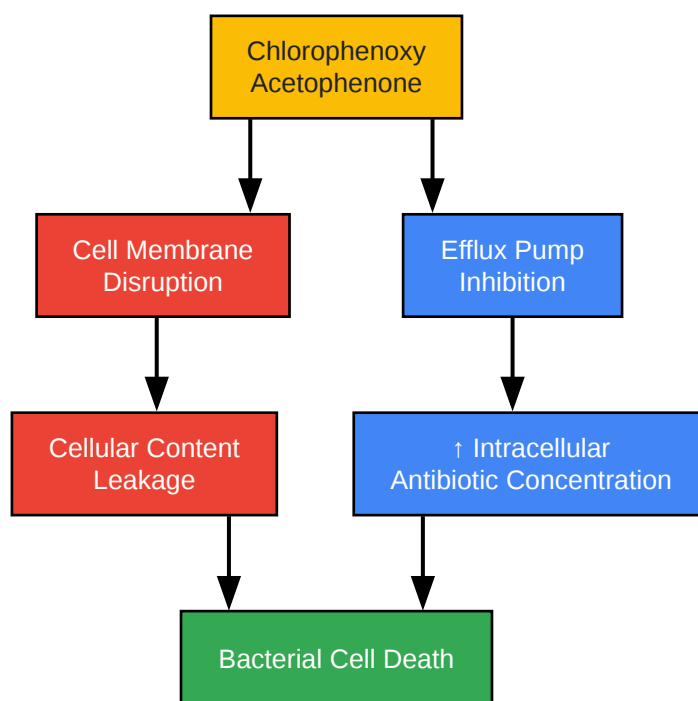 Chlorophenoxy
Acetophenone
Cell Membrane
Disruption
Efflux Pump
Inhibition
Cellular Content
Leakage
↑ Intracellular
Antibiotic Concentration
Bacterial Cell Death